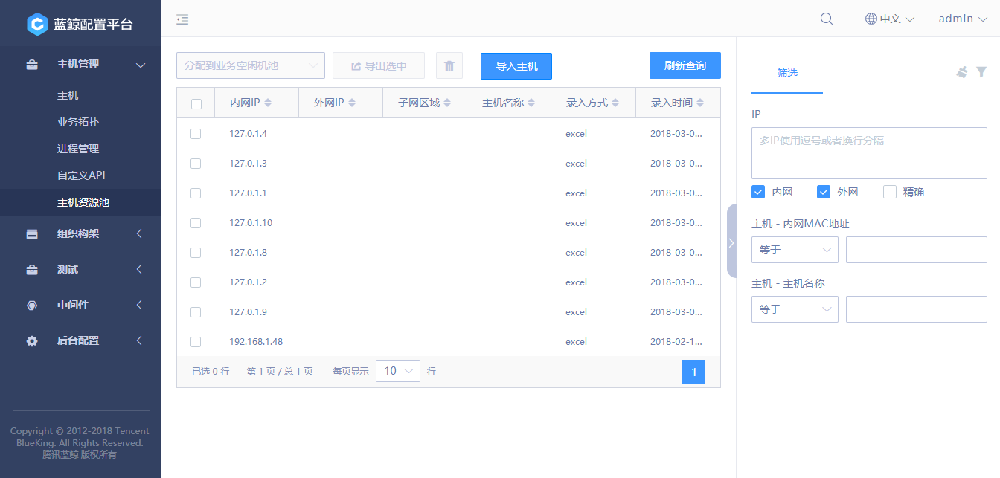 蓝鲸配置平台
中文
admin
主机管理
主机
业务拓扑
进程管理
自定义API
主机资源池
组织构架
测试
中间件
后台配置
Copyright © 2012-2018 Tencent
BlueKing. All Rights Reserved.
腾讯蓝鲸 版权所有
分配到业务空闲机池 导出选中 导入主机 刷新查询
内网IP 外网IP 子网区域 主机名称 录入方式 录入时间
127.0.1.4 excel 2018-03-0...
127.0.1.3 excel 2018-03-0...
127.0.1.1 excel 2018-03-0...
127.0.1.10 excel 2018-03-0...
127.0.1.8 excel 2018-03-0...
127.0.1.2 excel 2018-03-0...
127.0.1.9 excel 2018-03-0...
192.168.1.48 excel 2018-02-1...
已选 0 行 第 1 页 / 总 1 页 每页显示 10 行 1
筛选
IP
多IP使用逗号或者换行分隔
内网 外网 精确
主机 - 内网MAC地址
等于
主机 - 主机名称
等于